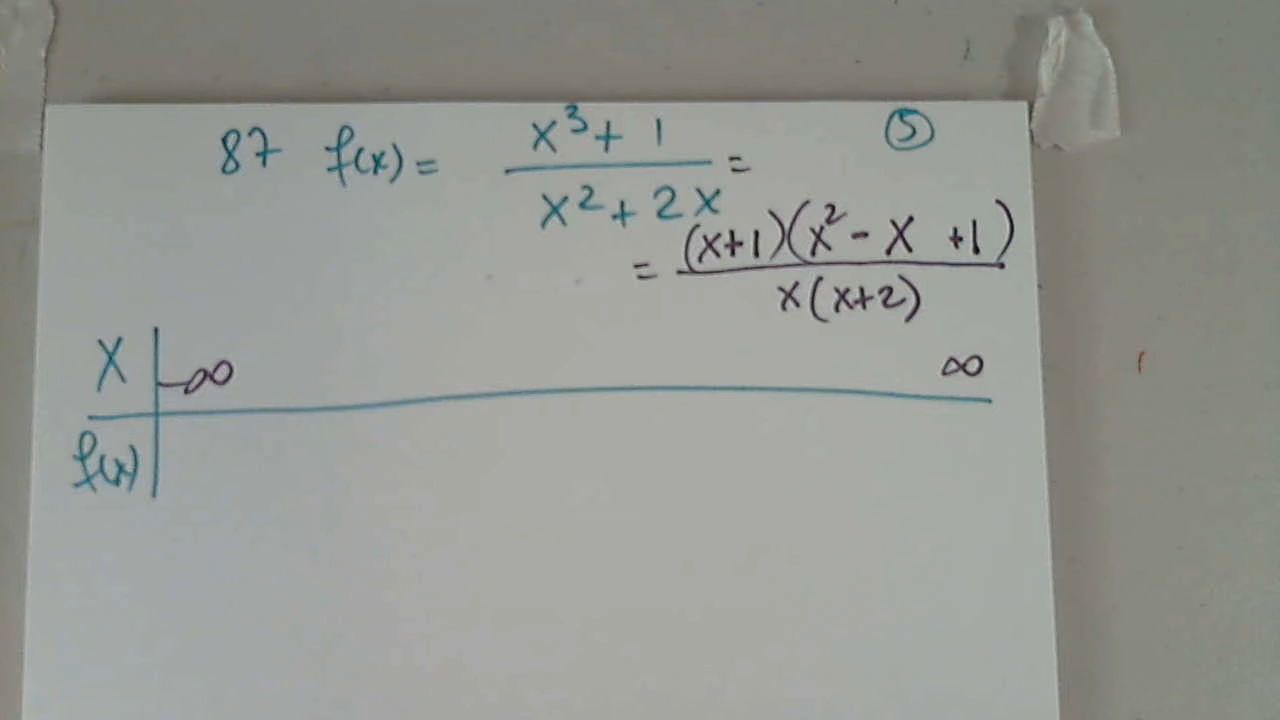 87 f(x) = (x³ + 1)/(x² + 2x) = ⑤
= (x+1)(x² - x + 1)/x(x+2)
x | -∞ ∞
f(x) |